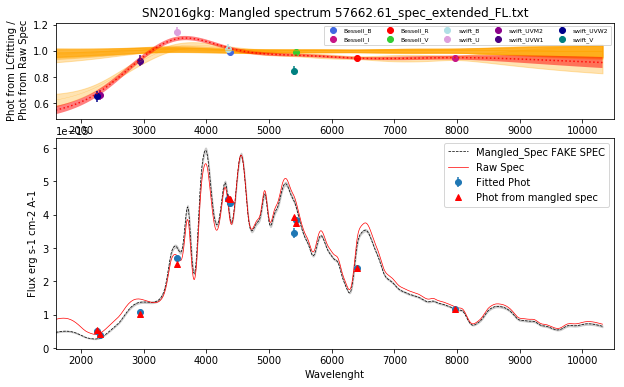 SN2016gkg: Mangled spectrum 57662.61_spec_extended_FL.txt
Phot from LCfitting /
Phot from Raw Spec
1.2
1.0
0.8
0.6
Bessell_B
Bessell_I
Bessell_R
Bessell_V
swift_B
swift_U
swift_UVM2
swift_UVW1
swift_UVW2
swift_V
2000 3000 4000 5000 6000 7000 8000 9000 10000
Flux erg s-1 cm-2 A-1
6
5
4
3
2
1
0
Mangled_Spec FAKE SPEC
Raw Spec
Fitted Phot
Phot from mangled spec
2000 3000 4000 5000 6000 7000 8000 9000 10000
Wavelenght